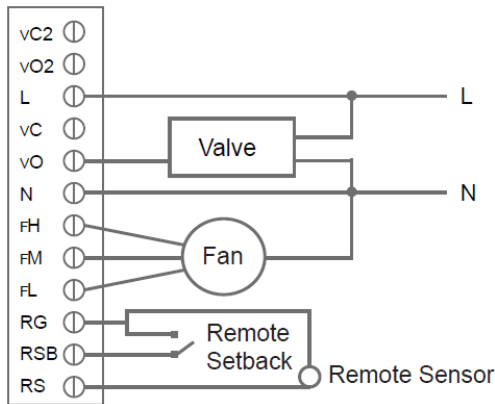 vC2
vO2
L
L
vC
Valve
vO
N
N
FH
FM
Fan
FL
RG
Remote
RSB
Setback
RS
Remote Sensor